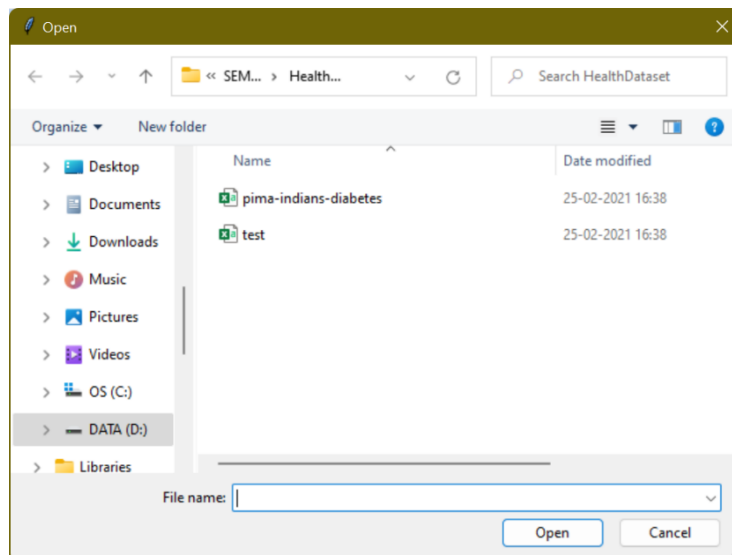 Open
« SEM... › Health...
Search HealthDataset
Organize
New folder
Name
Date modified
Desktop
Documents
Downloads
Music
Pictures
Videos
OS (C:)
DATA (D:)
Libraries
pima-indians-diabetes
25-02-2021 16:38
test
25-02-2021 16:38
File name:
Open
Cancel